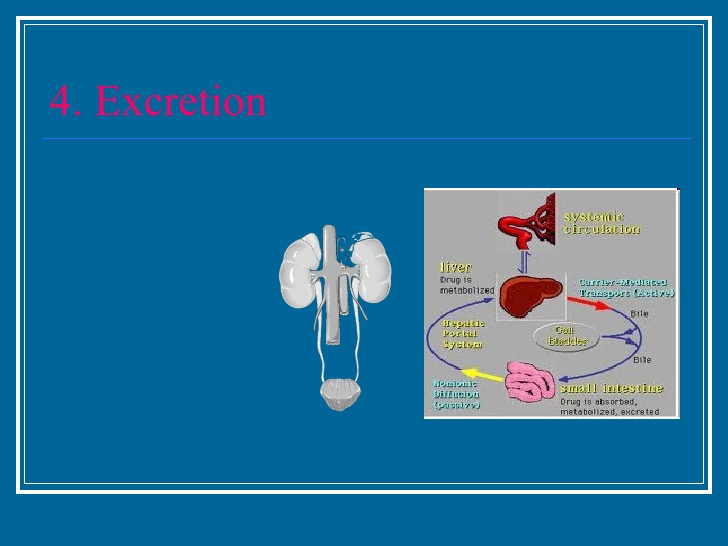 4. Excretion
systemic
circulation
liver
Drug is
metabolized
Carrier-Mediated
Transport (Active)
Bile
Hepatic
Portal
System
Gall
Bladder
Bile
Nonionic
Diffusion
(passive)
small intestine
Drug is absorbed,
metabolized, excreted